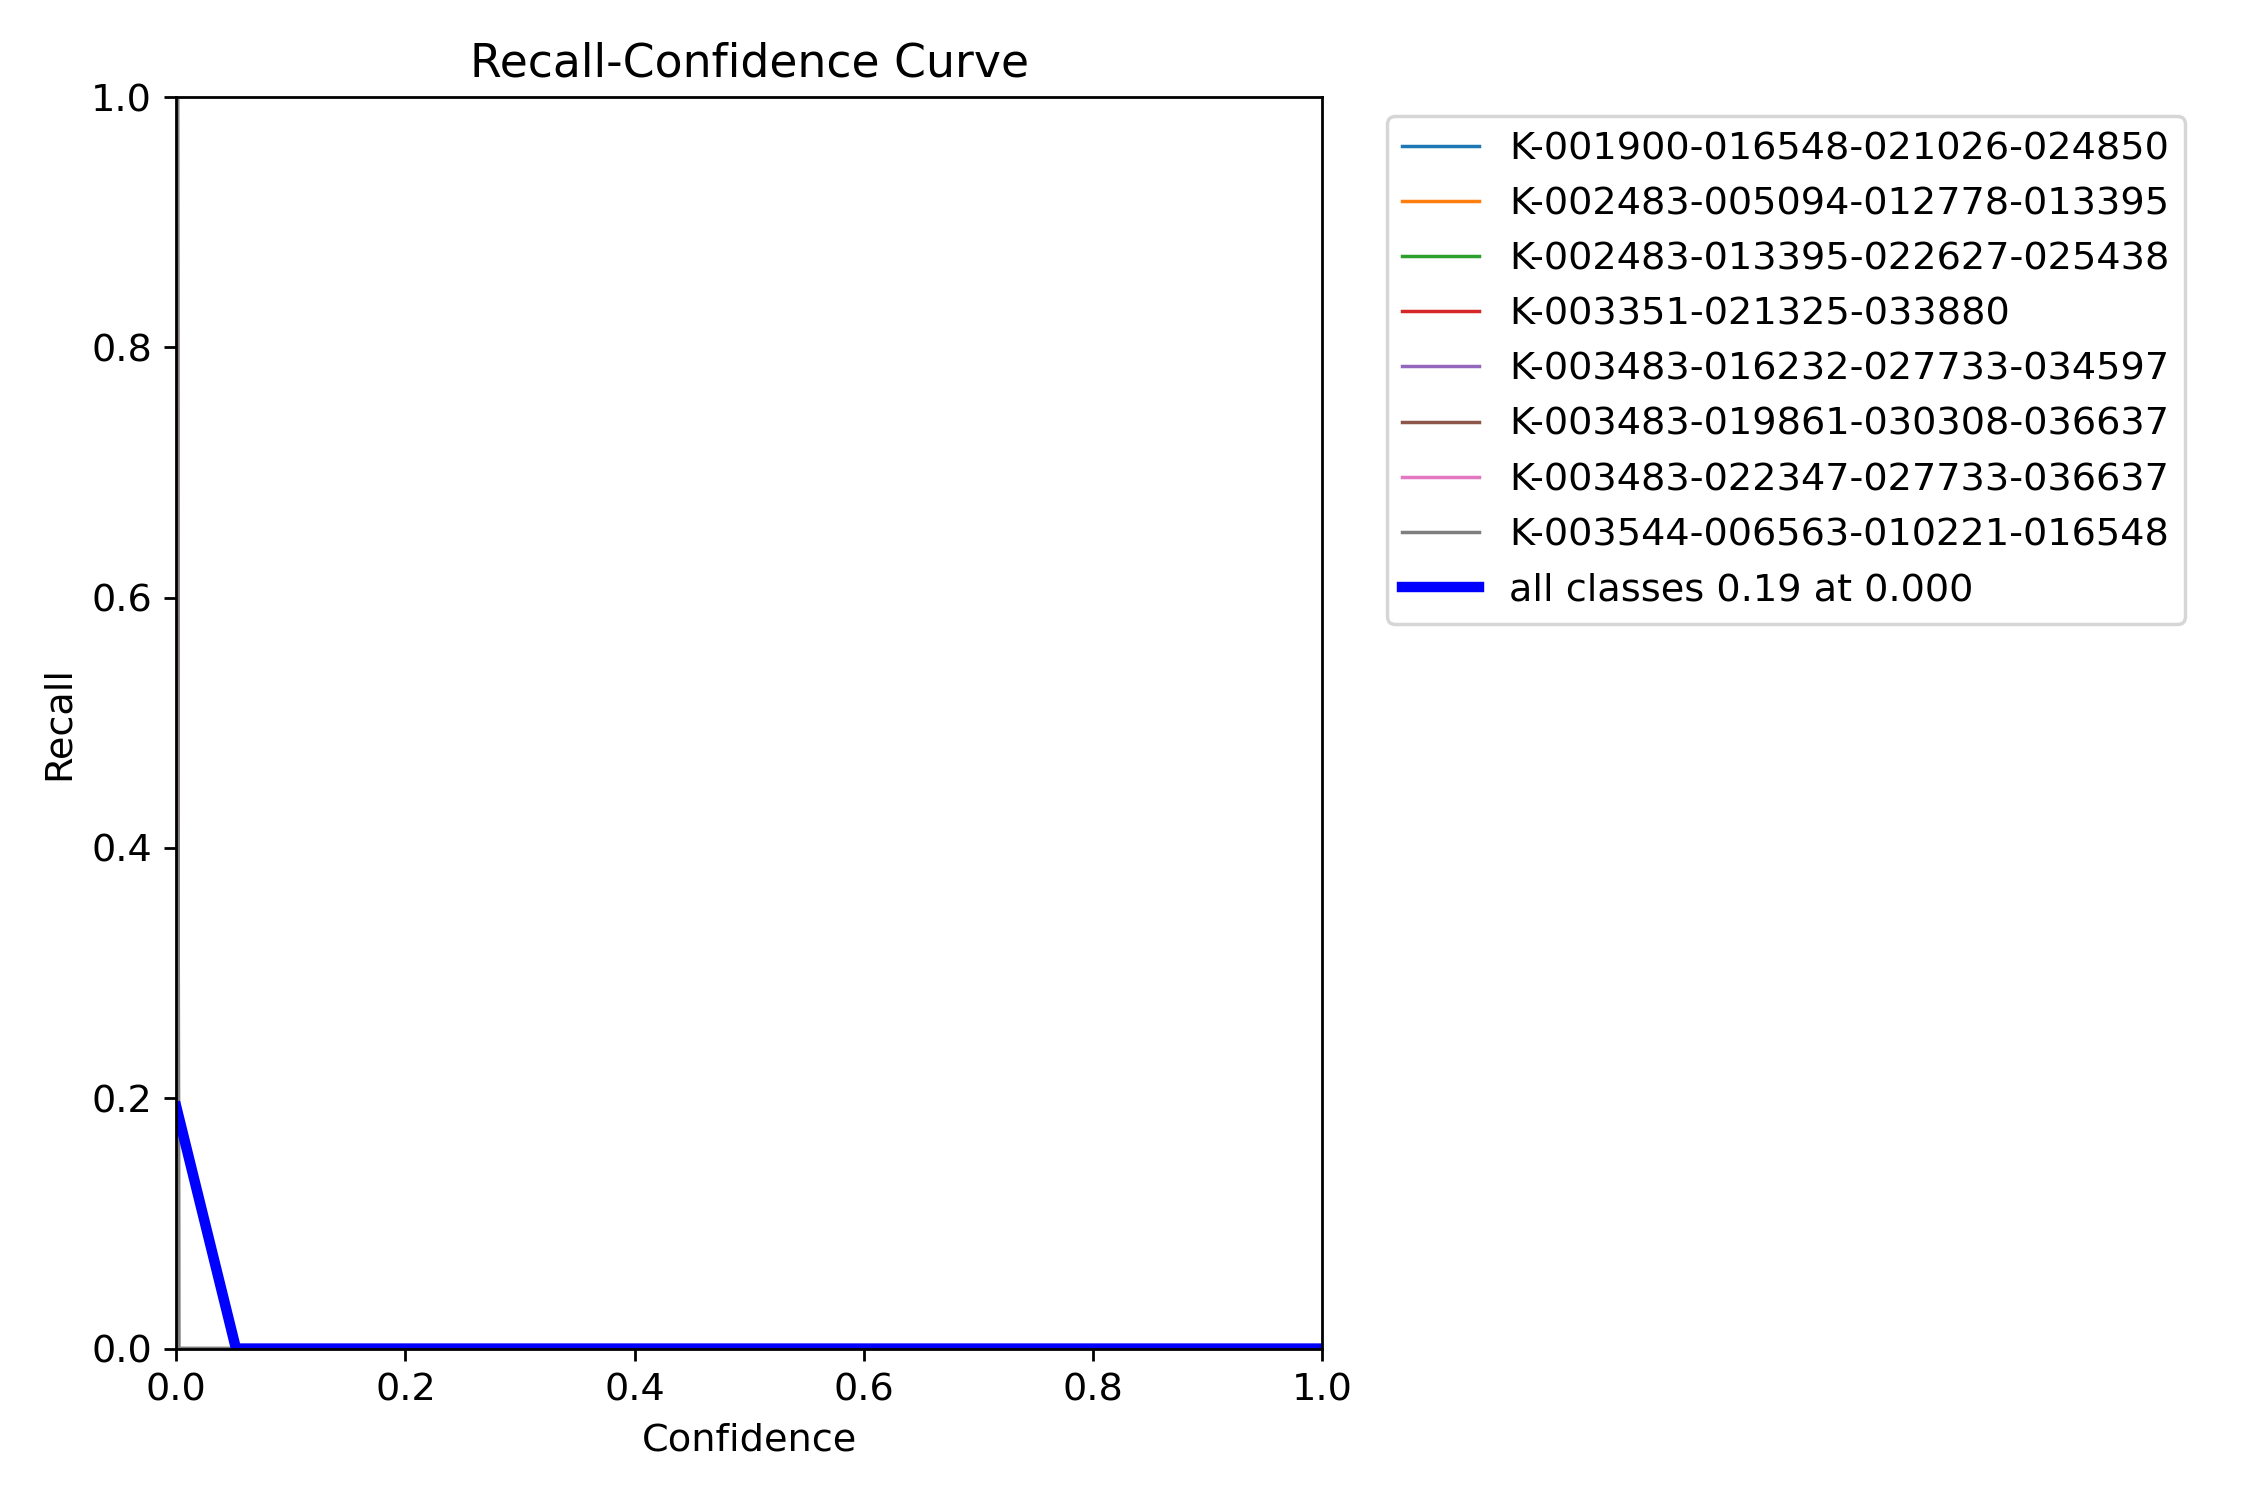 Recall-Confidence Curve
1.0
0.8
0.6
0.4
0.2
0.0
Recall
0.0 0.2 0.4 0.6 0.8 1.0
Confidence
K-001900-016548-021026-024850
K-002483-005094-012778-013395
K-002483-013395-022627-025438
K-003351-021325-033880
K-003483-016232-027733-034597
K-003483-019861-030308-036637
K-003483-022347-027733-036637
K-003544-006563-010221-016548
all classes 0.19 at 0.000